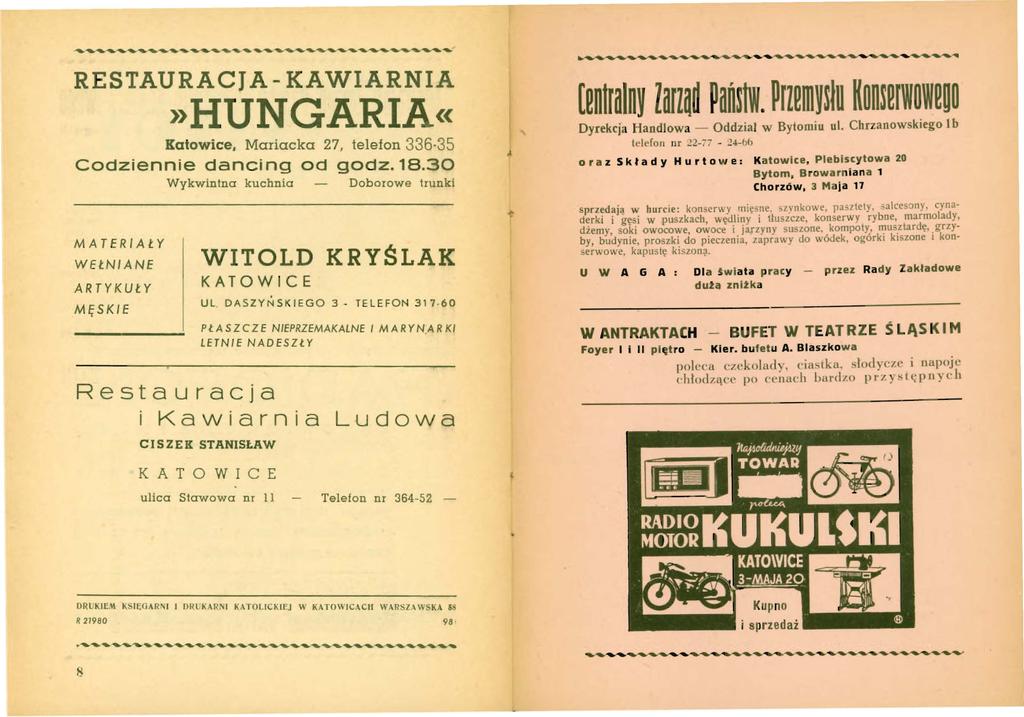 RESTAURACJA-KAWIARNIA
»HUNGARIA«
Katowice, Mariacka 27, telefon 336-35
Codziennie dancing od godz. 18.30
Wykwintna kuchnia — Doborowe trunki
MATERIAŁY
WEŁNIANE
ARTYKUŁY
MĘSKIE
WITOLD KRYŚLAK
KATOWICE
UL. DASZYŃSKIEGO 3 - TELEFON 317-60
PŁASZCZE NIEPRZEMAKALNE I MARYNARKI
LETNIE NADESZŁY
Restauracja
i Kawiarnia Ludowa
CISZEK STANISŁAW
KATOWICE
ulica Stawowa nr 11 — Telefon nr 364-52 —
DRUKIEM KSIĘGARNI I DRUKARNI KATOLICKIEJ W KATOWICACH WARSZAWSKA 58
R 21980 98
8
Centralny Zarząd Państw. Przemysłu Konserwowego
Dyrekcja Handlowa — Oddział w Bytomiu ul. Chrzanowskiego 1b
telefon nr 22-77 - 24-66
oraz Składy Hurtowe: Katowice, Plebiscytowa 20
Bytom, Browarniana 1
Chorzów, 3 Maja 17
sprzedają w hurcie: konserwy mięsne, szynkowe, pasztety, salcesony, cyna-
derki i gęsi w puszkach, wędliny i tłuszcze, konserwy rybne, marmolady,
dżemy, soki owocowe, owoce i jarzyny suszone, kompoty, musztardę, grzy-
by, budynie, proszki do pieczenia, zaprawy do wódek, ogórki kiszone i kon-
serwowe, kapustę kiszoną.
UWAGA: Dla świata pracy — przez Rady Zakładowe
dużą zniżka
W ANTRAKTACH — BUFET W TEATRZE ŚLĄSKIM
Foyer I i II piętro — Kier. bufetu A. Blaszkowa
poleca czekolady, ciastka, słodycze i napoje
chłodzące po cenach bardzo przystępnych
Najsolidniejszy
TOWAR
poleca
RADIO
MOTOR
KUKULSKI
KATOWICE
3-MAJA 20
Kupno
i sprzedaż